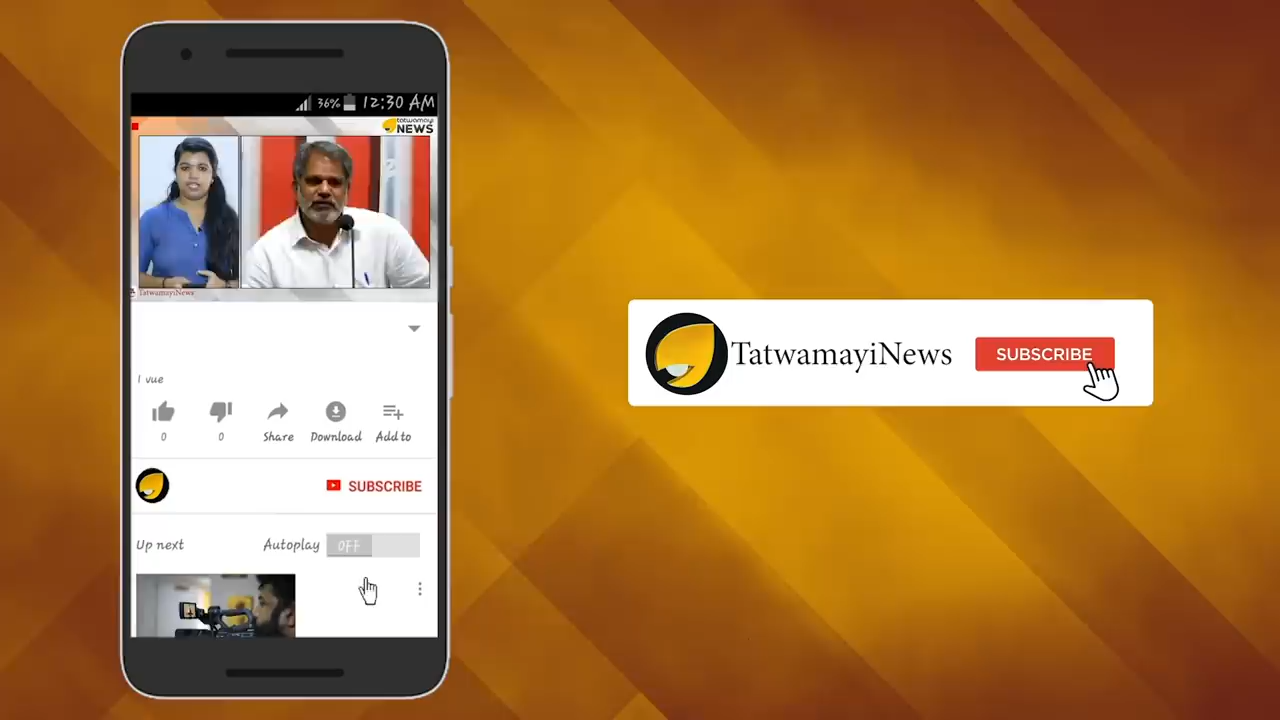 36% 12:30 AM
tatwamayi
NEWS
TatwamayiNews
1 vue
0 0 Share Download Add to
SUBSCRIBE
Up next Autoplay OFF
TatwamayiNews SUBSCRIBE